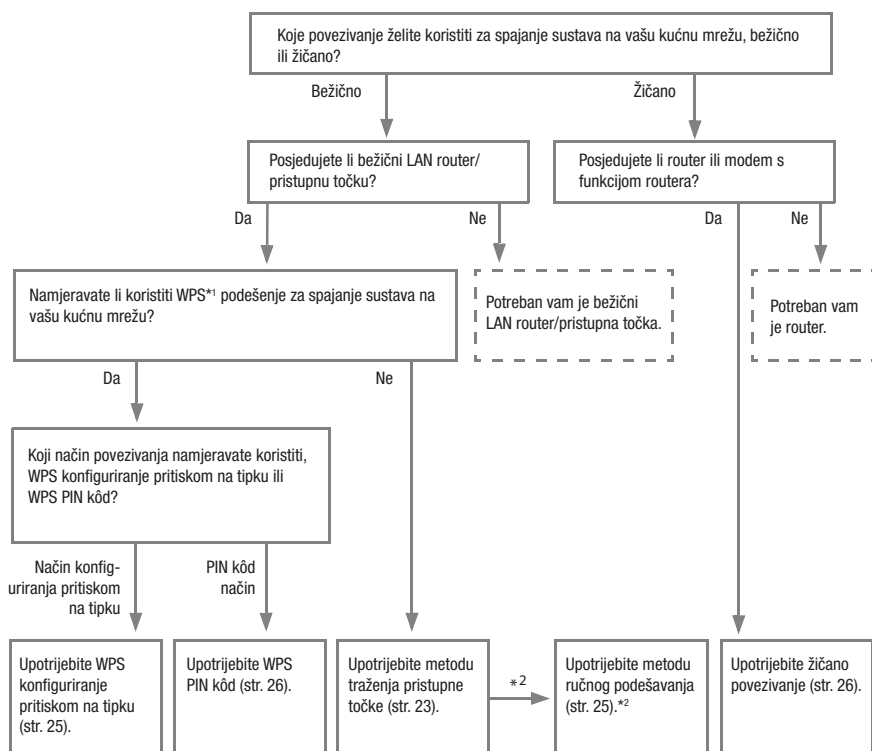 Koje povezivanje želite koristiti za spajanje sustava na vašu kućnu mrežu, bežično
ili žičano?
Bežično
Žičano
Posjedujete li bežični LAN router/
pristupnu točku?
Posjedujete li router ili modem s
funkcijom routera?
Da
Ne
Da
Ne
Namjeravate li koristiti WPS*1 podešenje za spajanje sustava na
vašu kućnu mrežu?
Potreban vam je bežični
LAN router/pristupna točka.
Potreban vam
je router.
Da
Ne
Koji način povezivanja namjeravate koristiti,
WPS konfiguriranje pritiskom na tipku ili
WPS PIN kôd?
Način konfig-
uriranja pritiskom
na tipku
PIN kôd
način
Upotrijebite WPS
konfiguriranje
pritiskom na tipku
(str. 25).
Upotrijebite WPS
PIN kôd (str. 26).
Upotrijebite metodu
traženja pristupne
točke (str. 23).
*2
Upotrijebite metodu
ručnog podešavanja
(str. 25).*2
Upotrijebite žičano
povezivanje (str. 26).